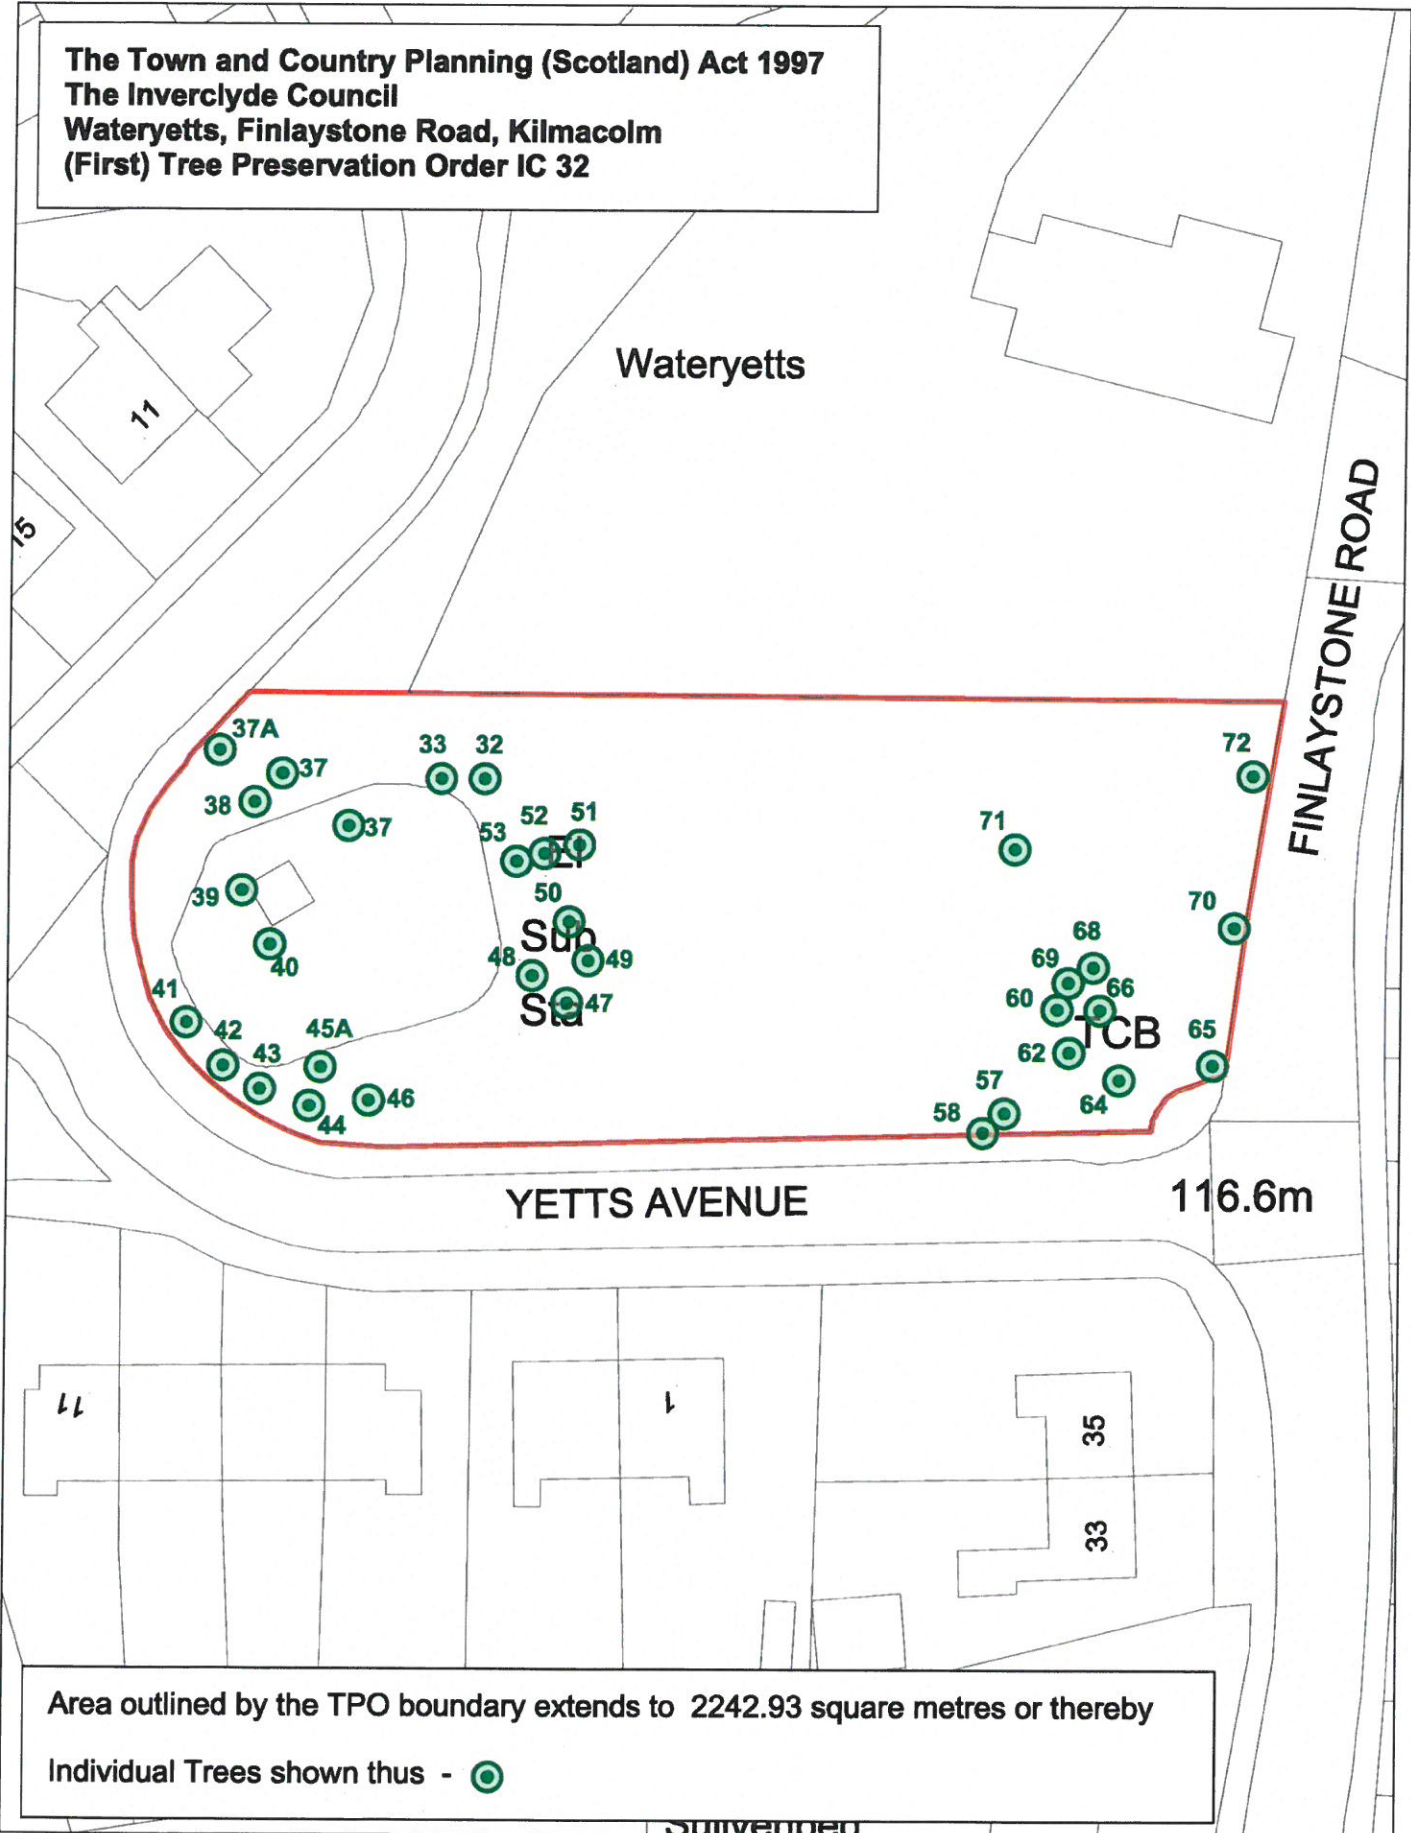 The Town and Country Planning (Scotland) Act 1997
The Inverclyde Council
Wateryetts, Finlaystone Road, Kilmacolm
(First) Tree Preservation Order IC 32
Wateryetts
11
15
FINLAYSTONE ROAD
37A
37
38
37
33
32
72
53
52
51
El
71
39
50
Sub
70
40
48
49
68
69
47
Sta
60
66
TCB
41
42
43
45A
65
62
57
64
58
46
44
YETTS AVENUE
116.6m
11
1
35
33
Area outlined by the TPO boundary extends to 2242.93 square metres or thereby
Individual Trees shown thus -